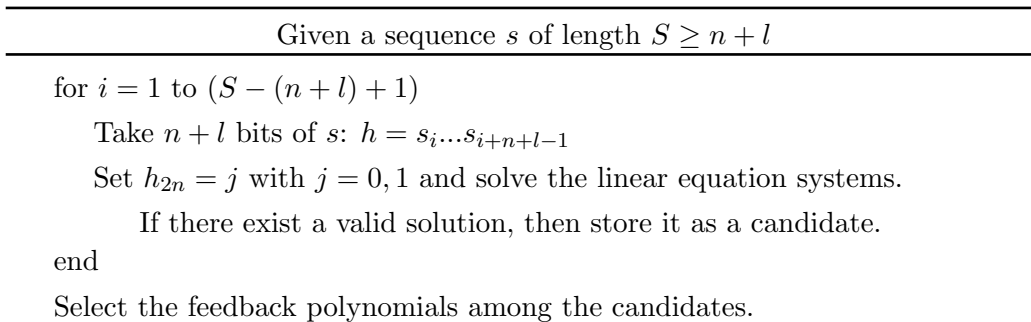 Given a sequence s of length S ≥ n + l
for i = 1 to (S − (n + l) + 1)
Take n + l bits of s: h = s_i...s_{i+n+l−1}
Set h_{2n} = j with j = 0, 1 and solve the linear equation systems.
If there exist a valid solution, then store it as a candidate.
end
Select the feedback polynomials among the candidates.